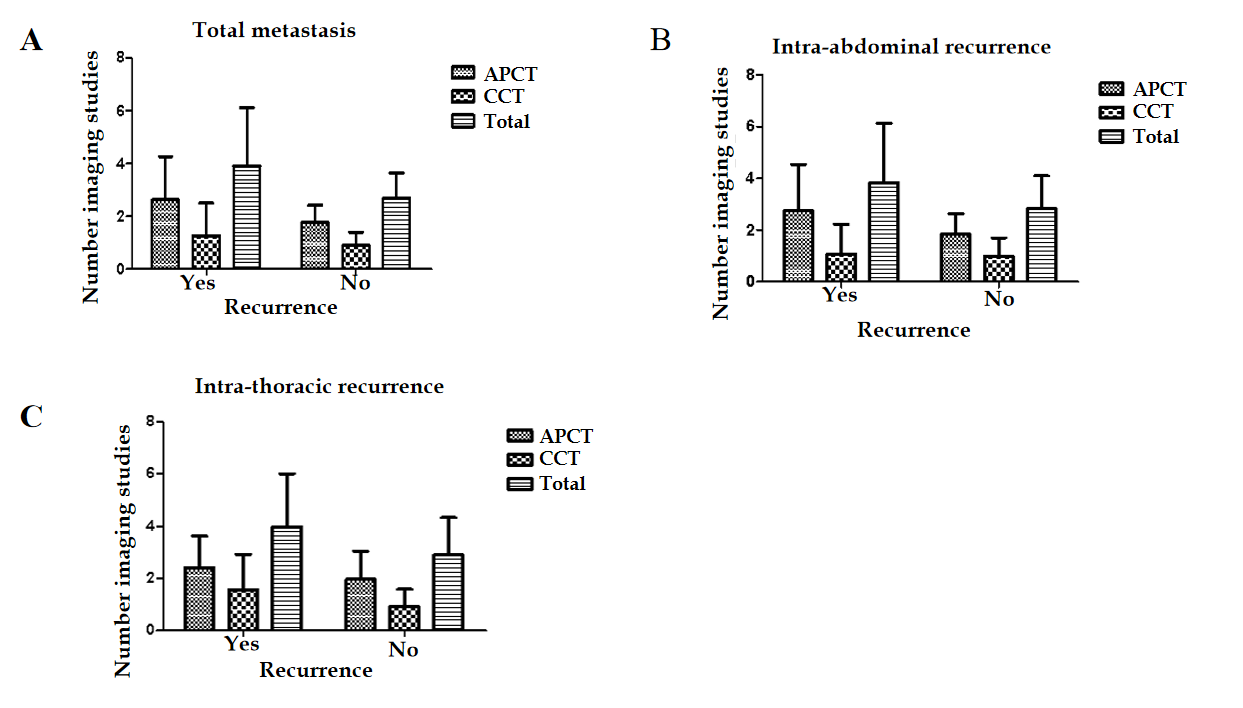 A
Total metastasis
Number imaging studies
8
6
4
2
0
Yes
No
Recurrence
APCT
CCT
Total
B
Intra-abdominal recurrence
Number imaging studies
8
6
4
2
0
Yes
No
Recurrence
APCT
CCT
Total
C
Intra-thoracic recurrence
Number imaging studies
8
6
4
2
0
Yes
No
Recurrence
APCT
CCT
Total